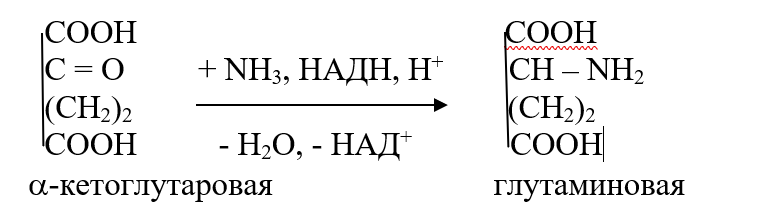 COOH
C = O
(CH₂)₂
COOH
α-кетоглутаровая
+ NH₃, НАДН, H⁺
- H₂O, - НАД⁺
COOH
CH – NH₂
(CH₂)₂
COOH
глутаминовая